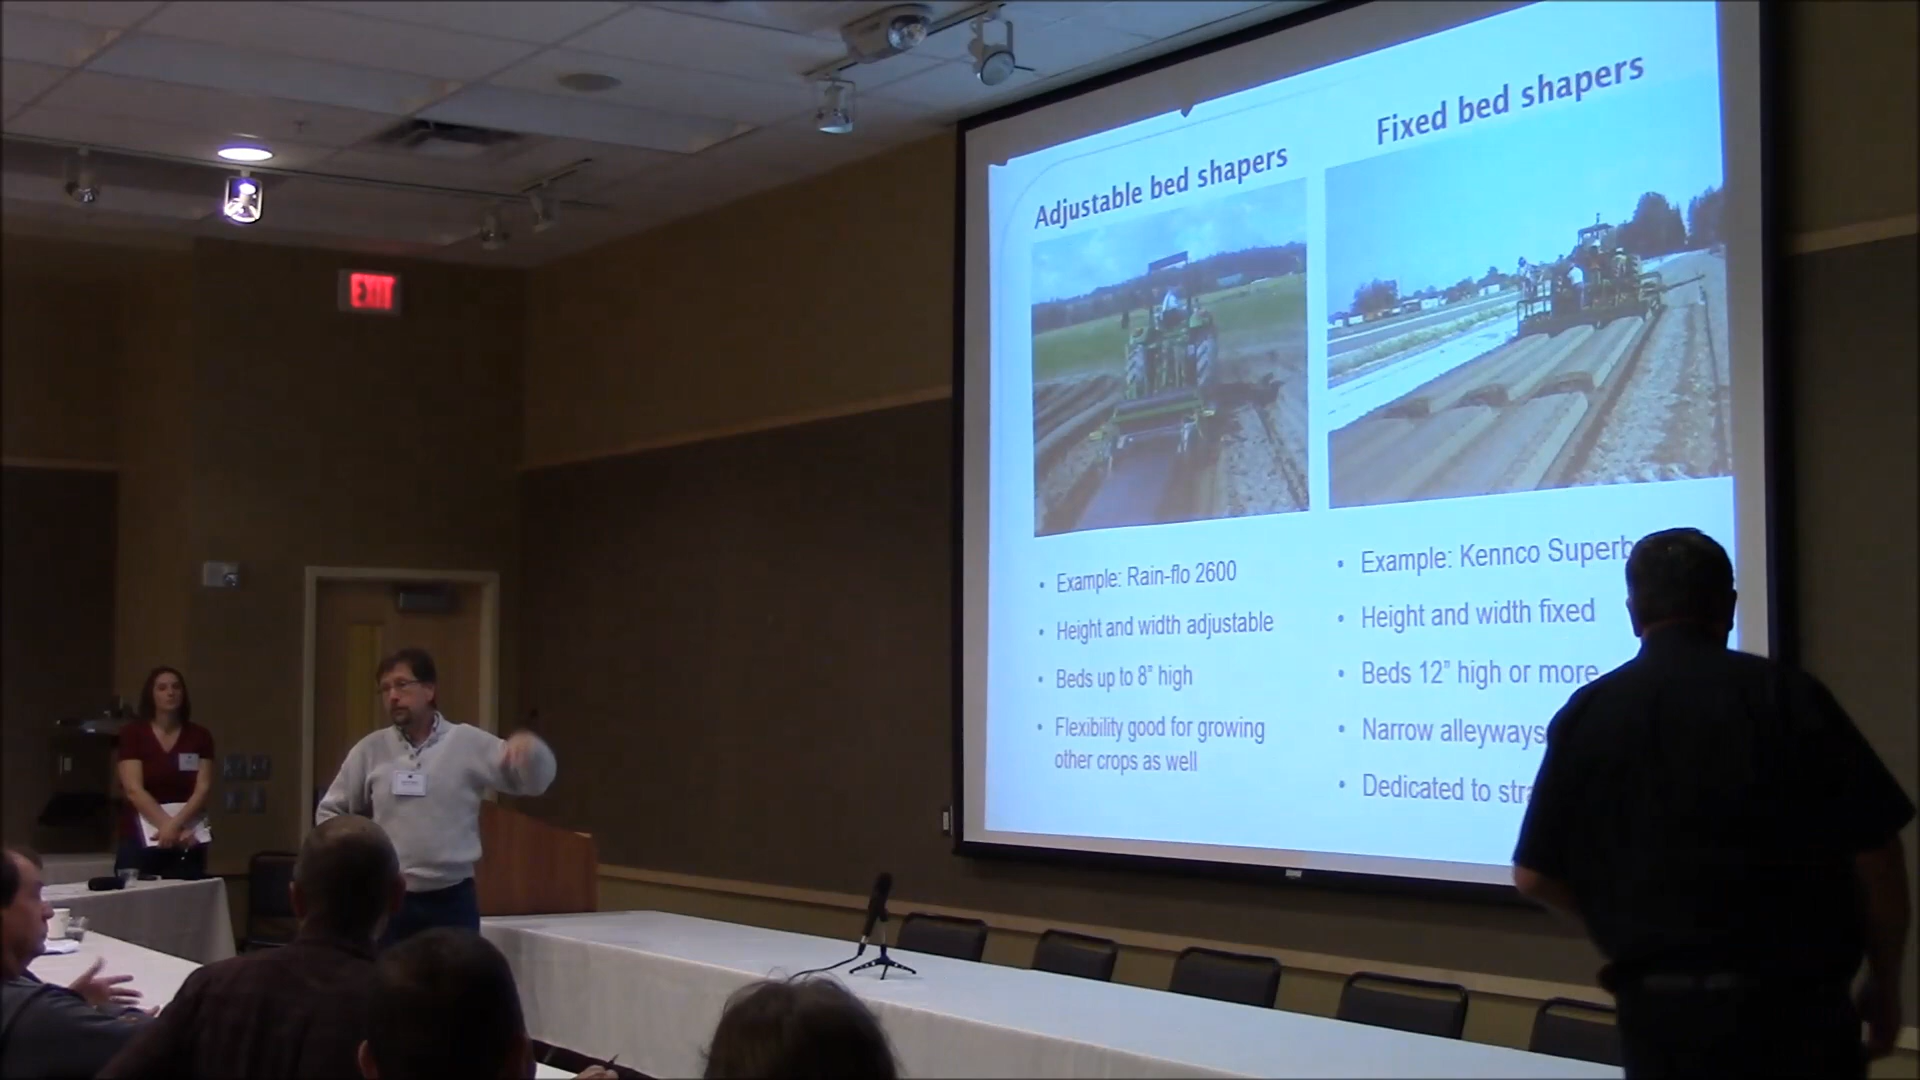 EXIT
Adjustable bed shapers
Example: Rain-flo 2600
Height and width adjustable
Beds up to 8" high
Flexibility good for growing
other crops as well
Fixed bed shapers
Example: Kennco
Height and width fixed
Beds 12" high or more
Narrow alleyways
Dedicated to